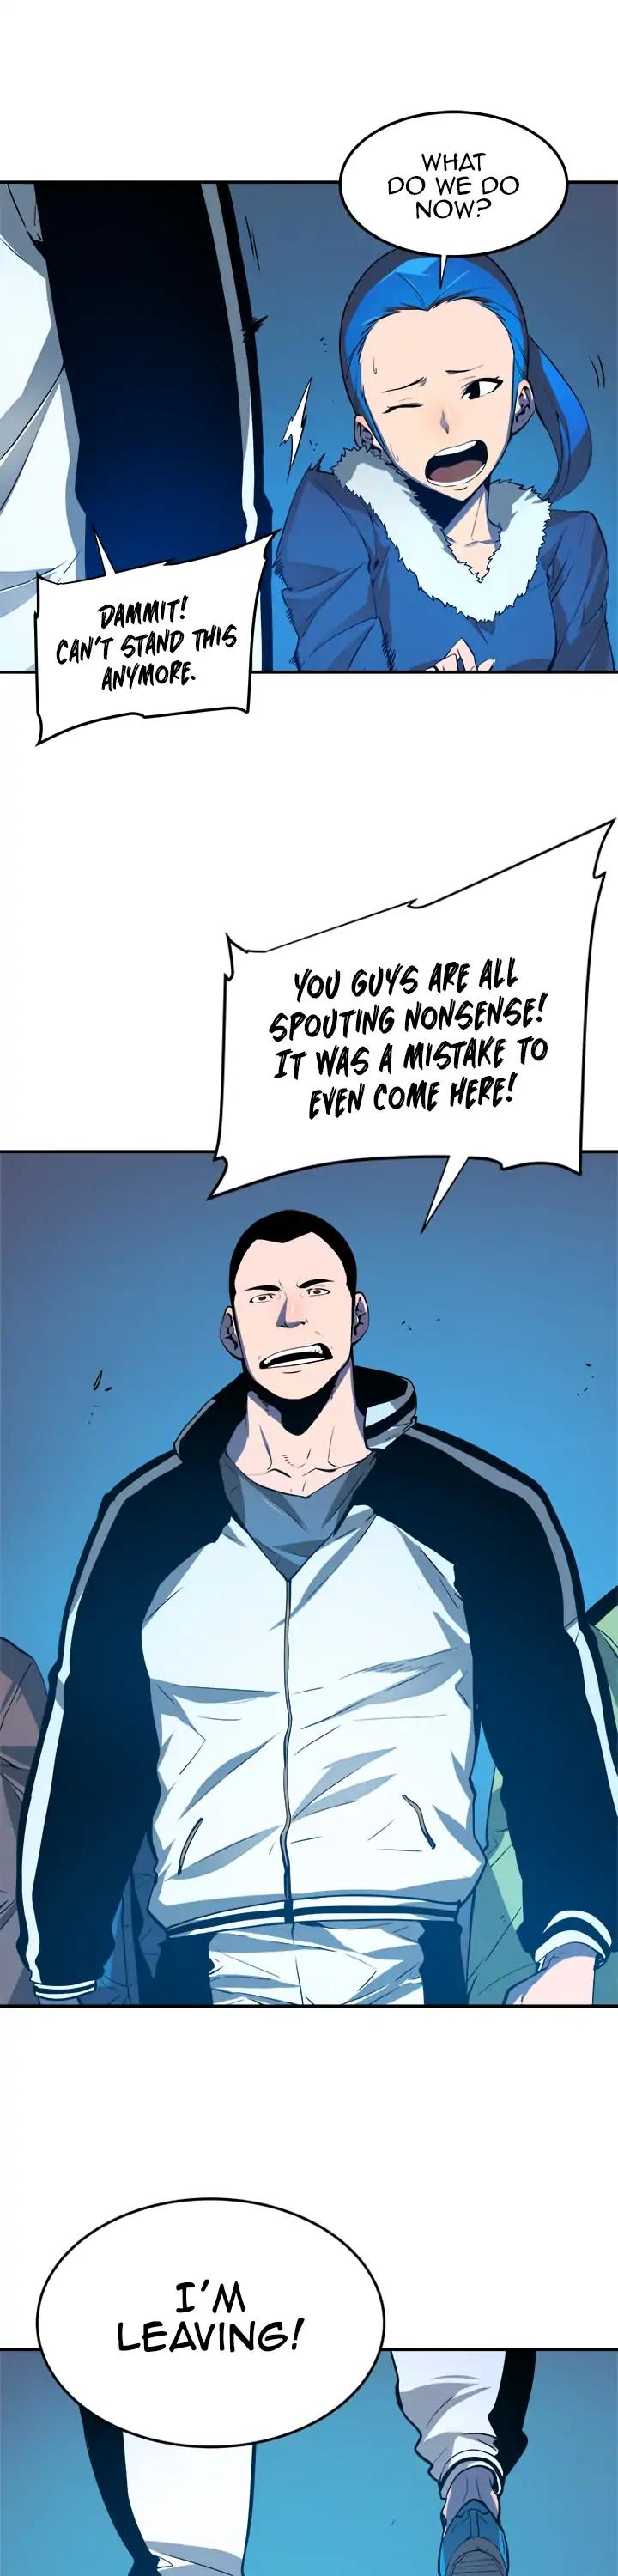 WHAT
DO WE DO
NOW?
DAMMIT!
CAN'T STAND THIS
ANYMORE.
YOU GUYS ARE ALL
SPOUTING NONSENSE!
IT WAS A MISTAKE TO
EVEN COME HERE!
I'M
LEAVING!